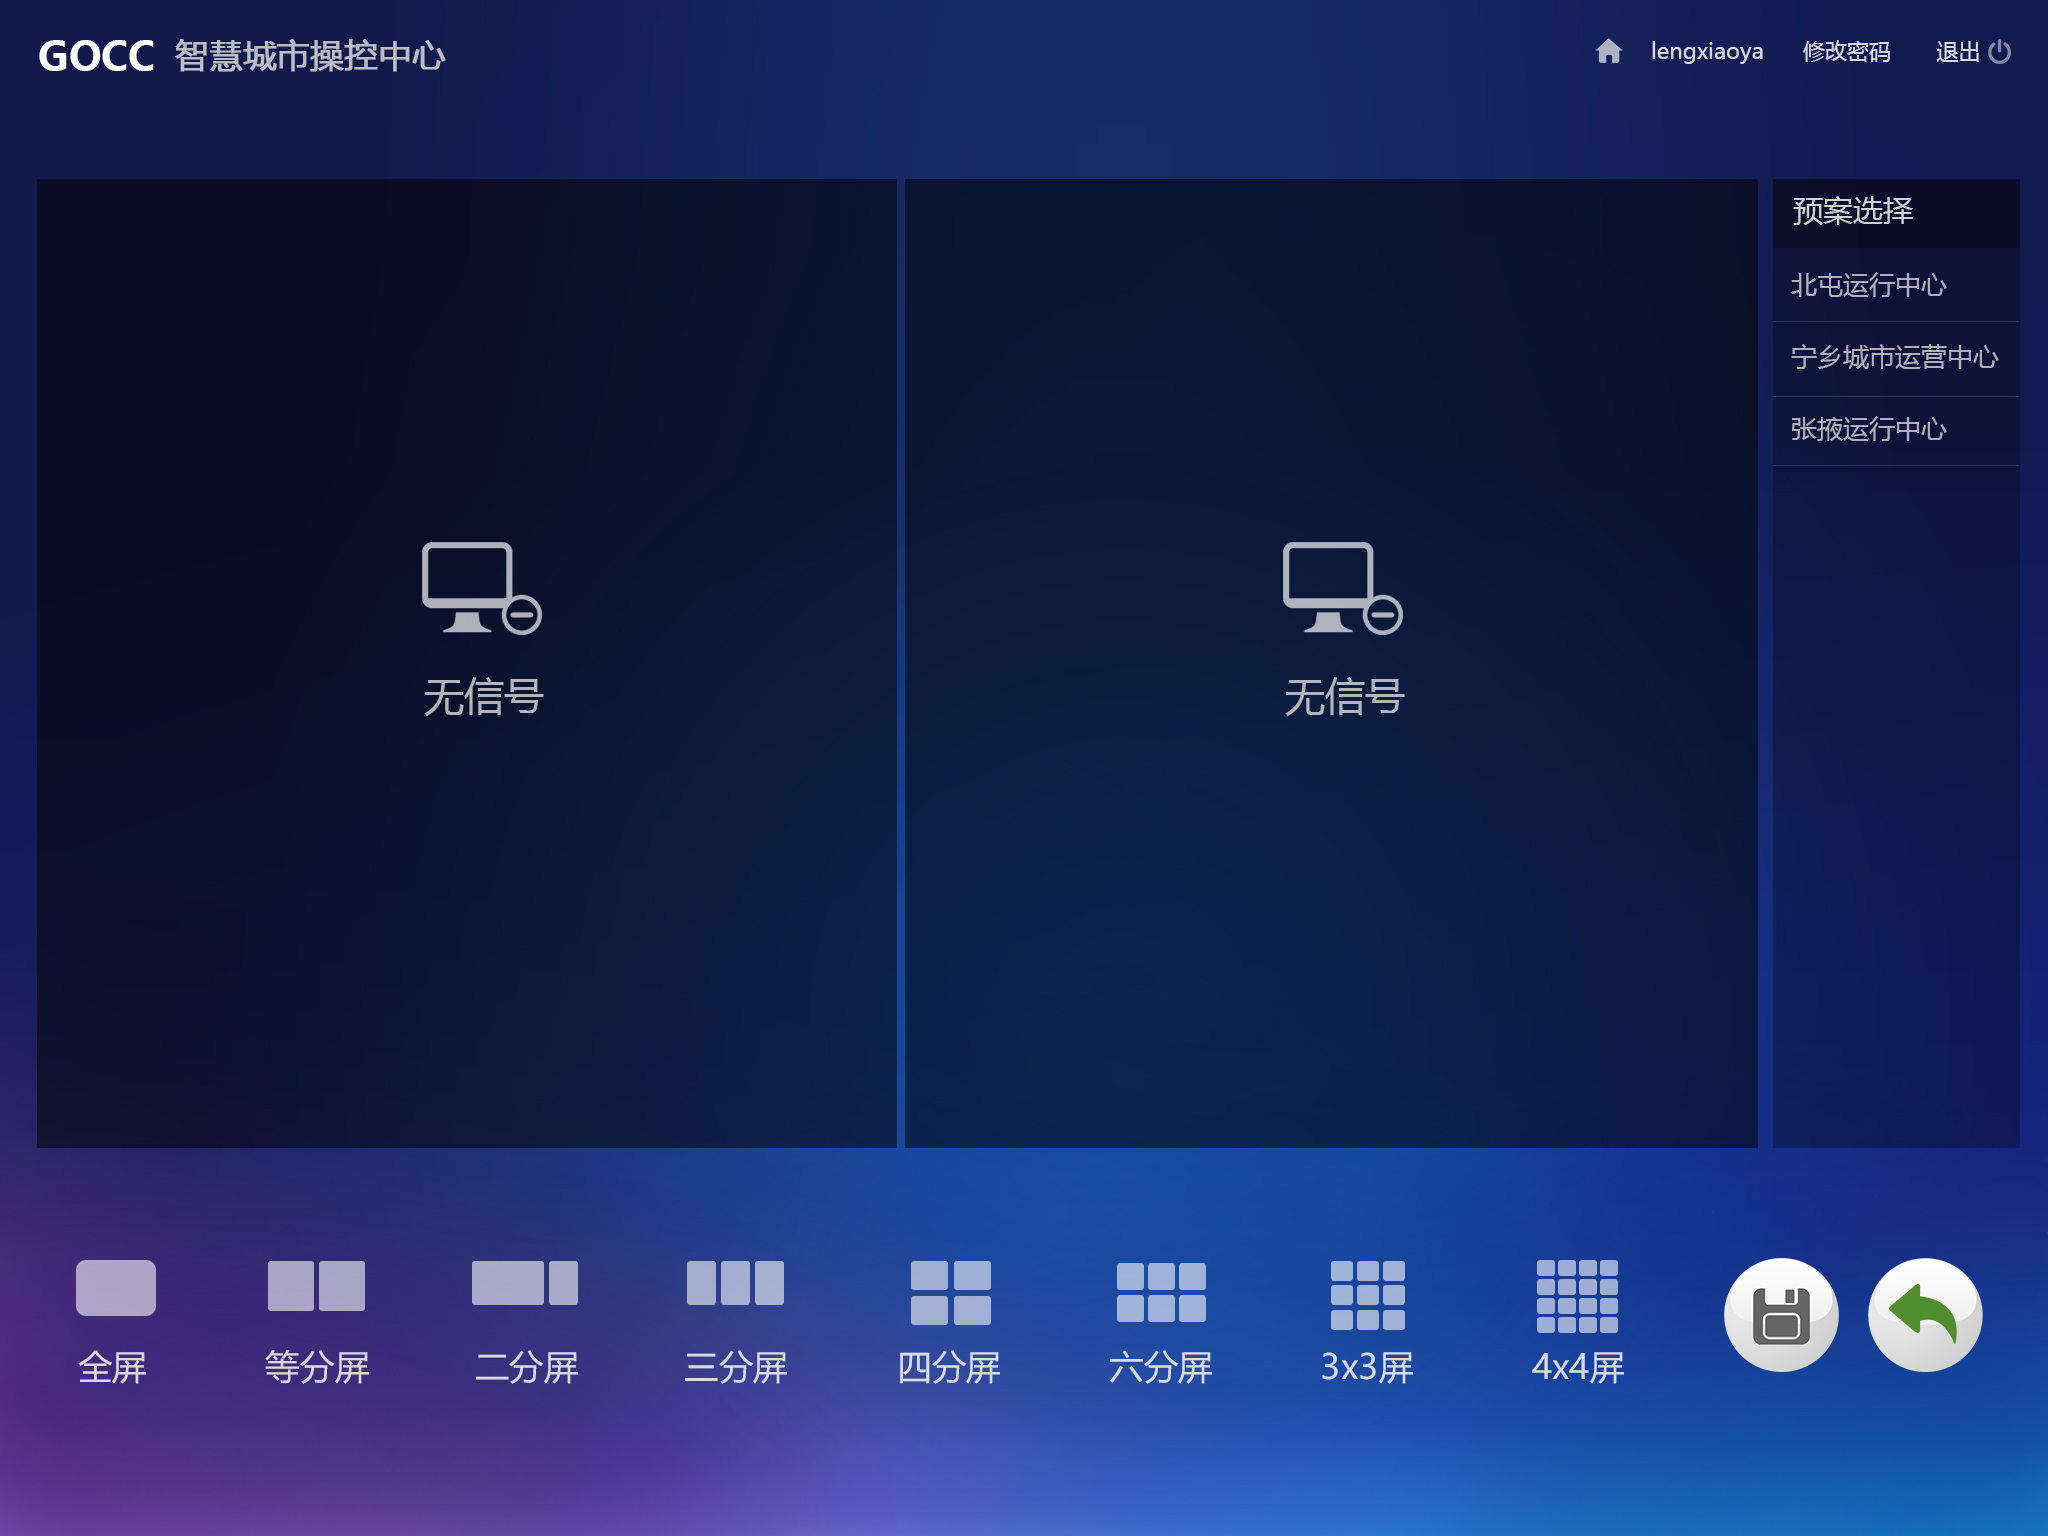 GOCC 智慧城市操控中心
lengxiaoya 修改密码 退出
预案选择
北屯运行中心
宁乡城市运营中心
张掖运行中心
无信号
无信号
全屏 等分屏 二分屏 三分屏 四分屏 六分屏 3x3屏 4x4屏